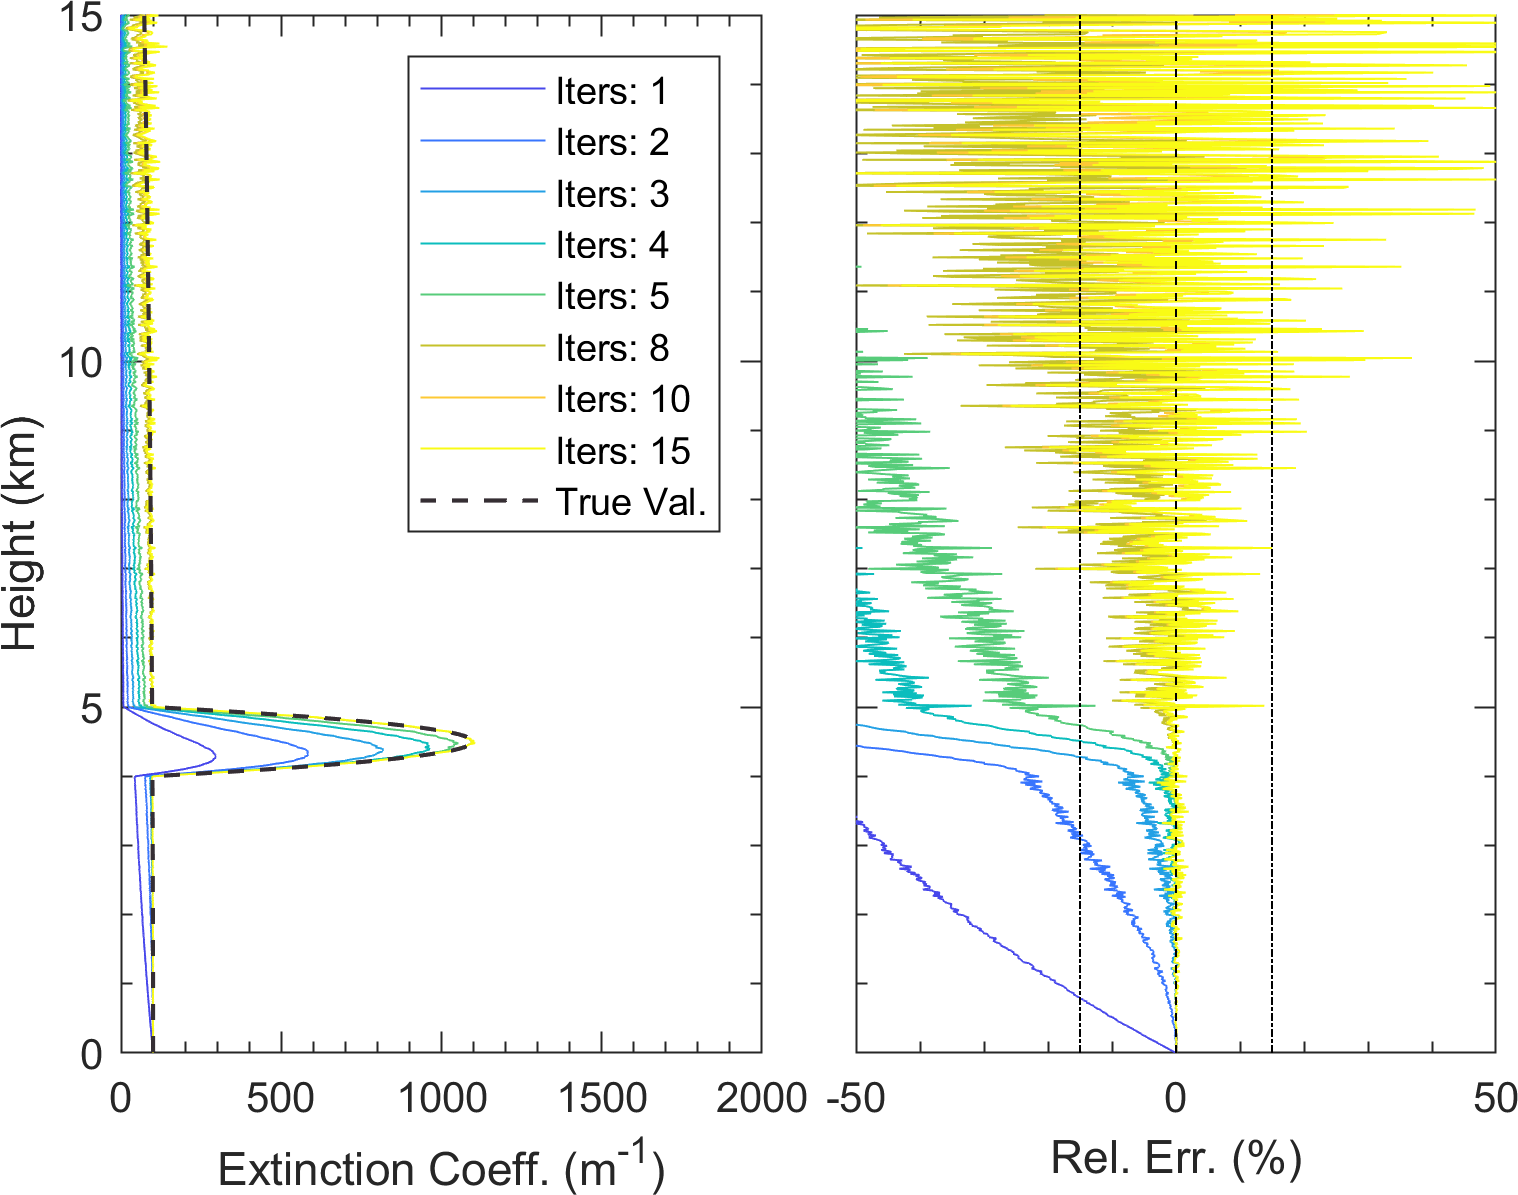 15
10
5
0
Height (km)
Iters: 1
Iters: 2
Iters: 3
Iters: 4
Iters: 5
Iters: 8
Iters: 10
Iters: 15
True Val.
0 500 1000 1500 2000
Extinction Coeff. (m⁻¹)
-50 0 50
Rel. Err. (%)